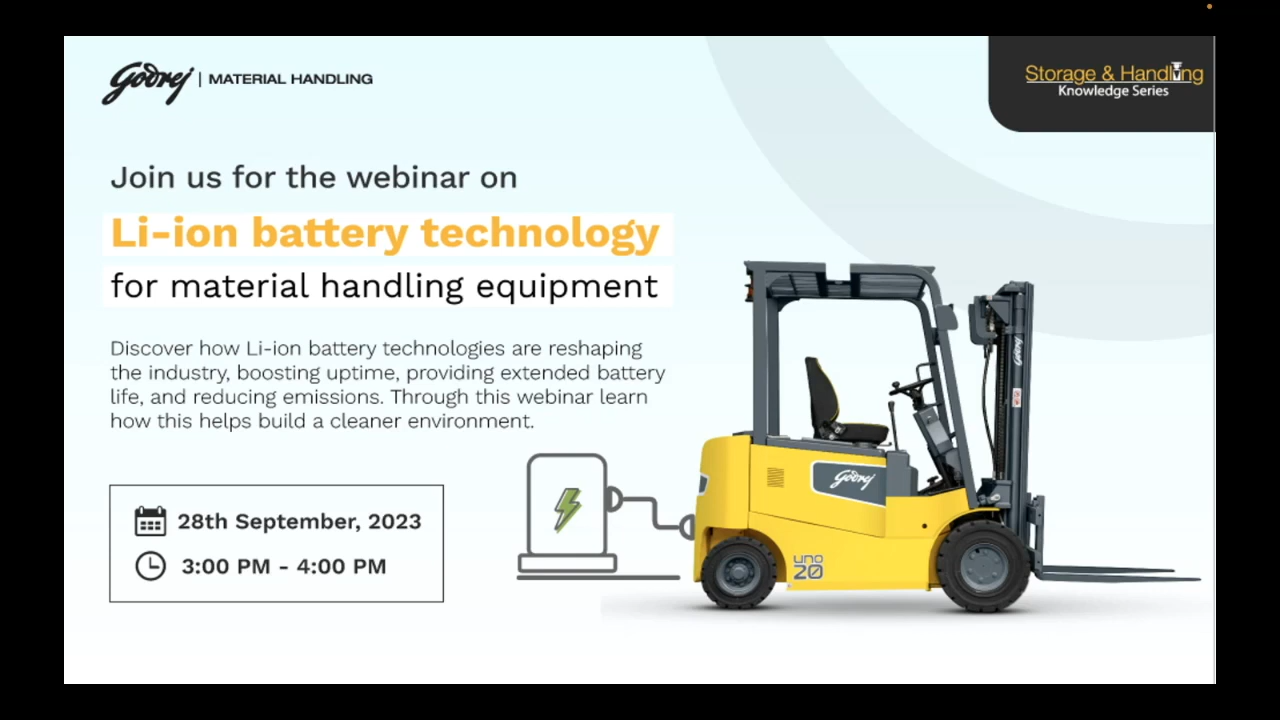 Godrej | MATERIAL HANDLING
Storage & Handling
Knowledge Series
Join us for the webinar on
Li-ion battery technology
for material handling equipment
Discover how Li-ion battery technologies are reshaping
the industry, boosting uptime, providing extended battery
life, and reducing emissions. Through this webinar learn
how this helps build a cleaner environment.
28th September, 2023
3:00 PM - 4:00 PM
Godrej
Godrej
uno
20